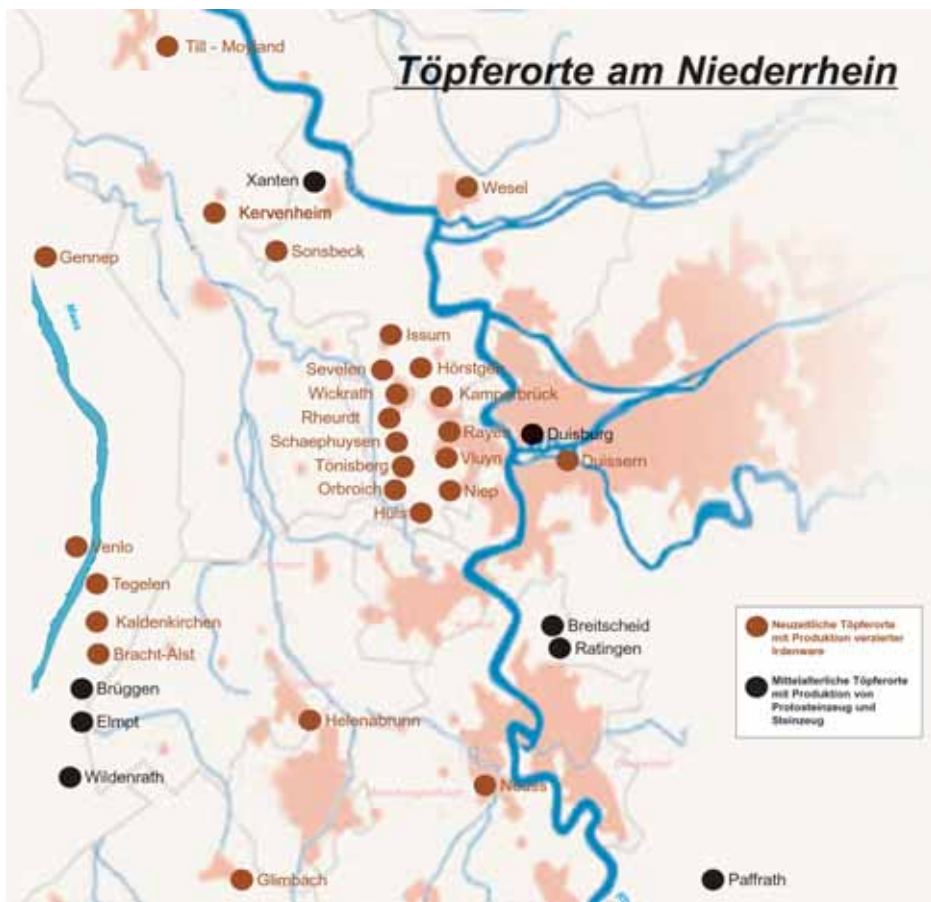 Till - Moyland
Töpferorte am Niederrhein
Xanten
Wesel
Kervenheim
Sonsbeck
Gennep
Maas
Issum
Sevelen
Hörstgen
Wickrath
Kamperbrück
Rheurdt
Rayen
Duisburg
Schaephuysen
Vluyn
Duissern
Tönisberg
Orbroich
Niep
Hüls
Venlo
Tegelen
Kaldenkirchen
Breitscheid
Ratingen
Bracht-Alst
Brüggen
Elmpt
Helenabrunn
Wildenrath
Neuss
Glimbach
Paffrath
Neuzeitliche Töpferorte
mit Produktion verzierter
Irdenware
Mittelalterliche Töpferorte
mit Produktion von
Protosteinzeug und
Steinzeug